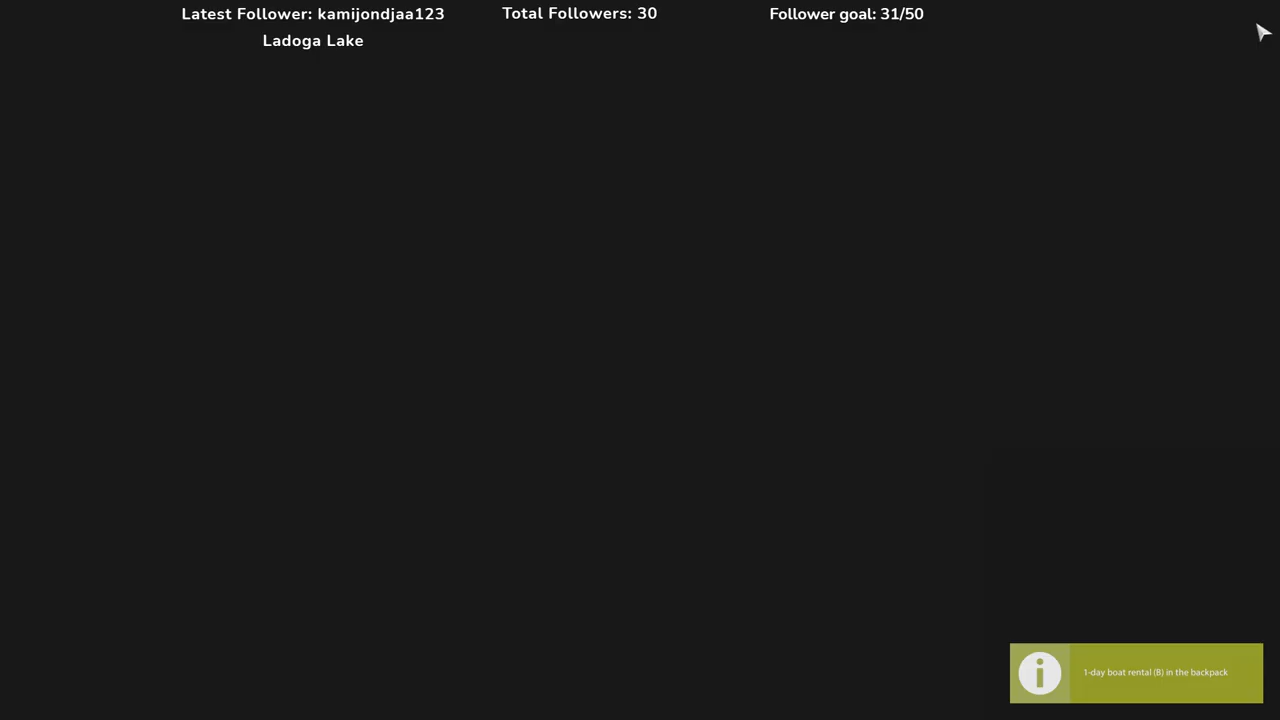 Latest Follower: kamijondjaa123
Total Followers: 30
Follower goal: 31/50
Ladoga Lake
1-day boat rental (B) in the backpack